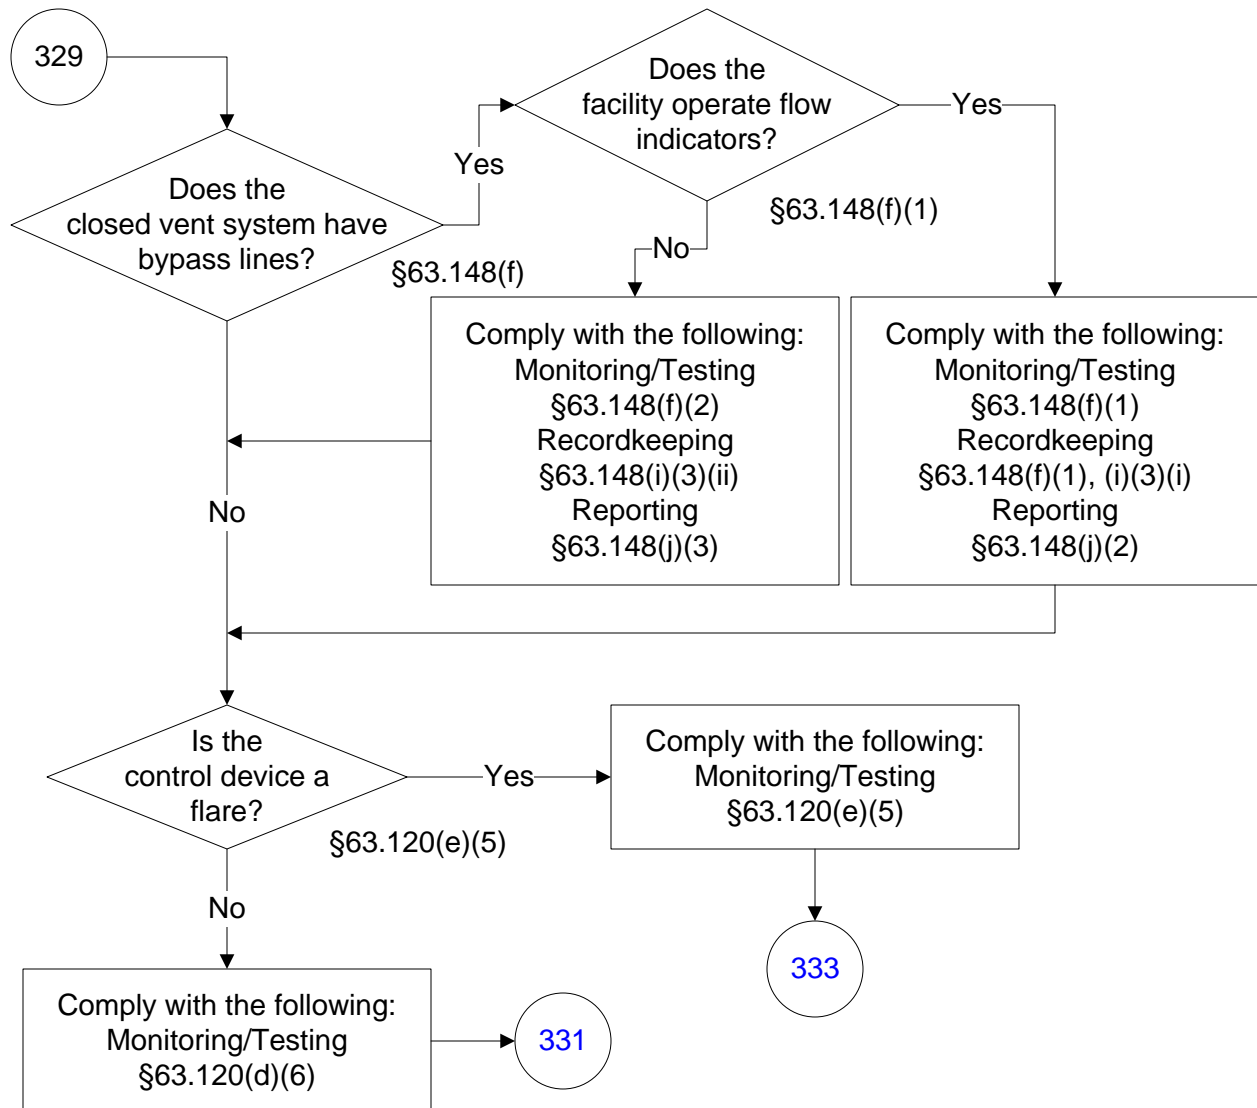 329
Does the
facility operate flow
indicators?
Yes
Yes
Does the
closed vent system have
bypass lines?
§63.148(f)(1)
No
§63.148(f)
Comply with the following:
Monitoring/Testing
§63.148(f)(2)
Recordkeeping
§63.148(i)(3)(ii)
Reporting
§63.148(j)(3)
Comply with the following:
Monitoring/Testing
§63.148(f)(1)
Recordkeeping
§63.148(f)(1), (i)(3)(i)
Reporting
§63.148(j)(2)
No
Is the
control device a
flare?
Yes
§63.120(e)(5)
Comply with the following:
Monitoring/Testing
§63.120(e)(5)
No
333
Comply with the following:
Monitoring/Testing
§63.120(d)(6)
331